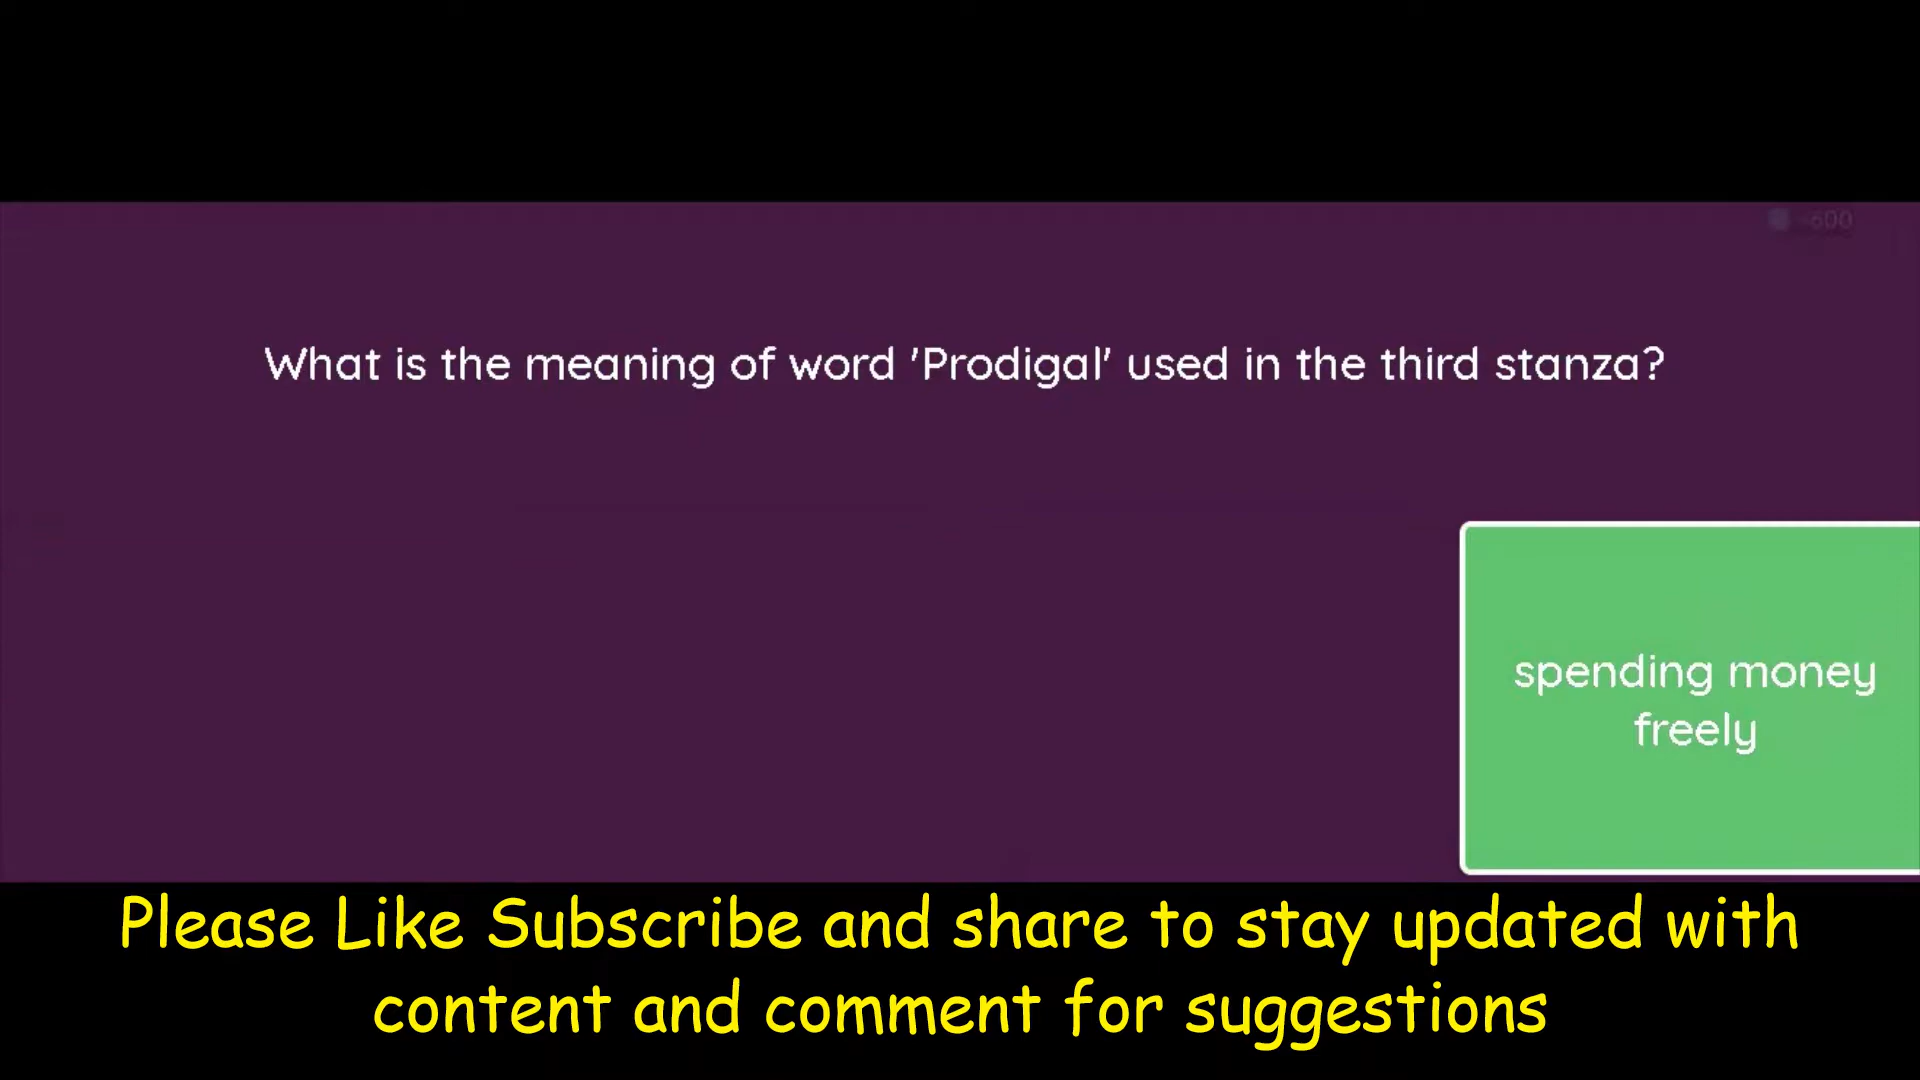 -600
What is the meaning of word 'Prodigal' used in the third stanza?
spending money
freely
Please Like Subscribe and share to stay updated with
content and comment for suggestions